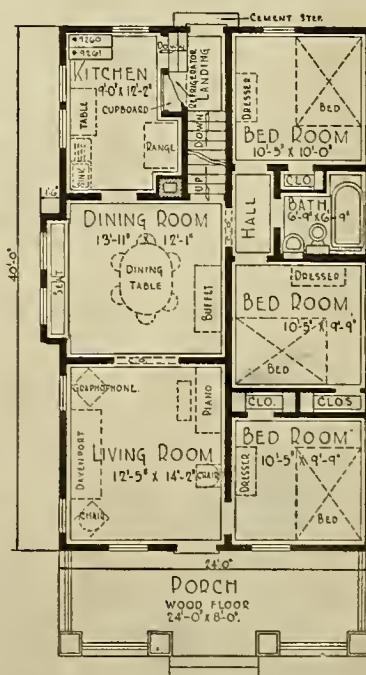 CEMENT STEP.
9260
9261
DOWN
KITCHEN
9'-0" X 12'-2"
CUPBOARD
TABLE
SINK
RANGE
REFRIGERATOR
LANDING
DOWN
UP
DRESSER
BED
BED ROOM
10'-5" X 10'-0"
CLO.
BATH
6'-9" X 6'-9"
HALL
DINING ROOM
13'-11" X 12'-1"
DINING
TABLE
SEAT
BUFFET
DRESSER
BED ROOM
10'-5" X 9'-9"
BED
40'-0"
GRAPHOPHONE
PIANO
LIVING ROOM
12'-5" X 14'-2"
DAVENPORT
CHAIR
CHAIR
CLO.
CLOS
BED ROOM
10'-5" X 9'-9"
DRESSER
BED
24'-0"
PORCH
WOOD FLOOR
24'-0" X 8'-0".